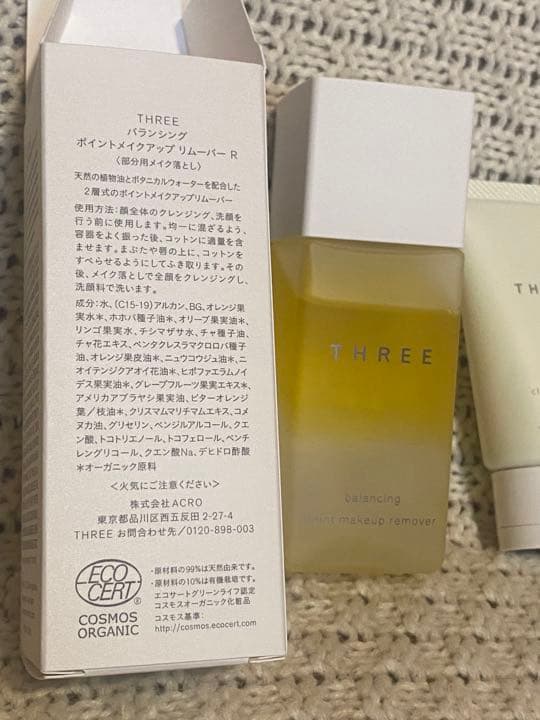 THREE
バランシング
ポイントメイクアップ リムーバー R
〈部分用メイク落とし〉
天然の植物油とボタニカルウォーターを配合した
2層式のポイントメイクアップリムーバー
使用方法:顔全体のクレンジング、洗顔を
行う前に使用します。均一に混ざるよう、
容器をよく振った後、コットンに適量を含
ませます。まぶたや唇の上に、コットンを
すべらせるようにしてふき取ります。その
後、メイク落としで全顔をクレンジングし、
洗顔料で洗います。
成分:水、(C15-19)アルカン、BG、オレンジ果
実水*、ホホバ種子油*、オリーブ果実油*、
リンゴ果実水、チシマザサ水、チャ種子油、
チャ花エキス、ペンタクレスラマクロロバ種子
油、オレンジ果皮油*、ニュウコウジュ油*、ニ
オイテンジクアオイ花油*、ヒポファエラムノイ
デス果実油*、グレープフルーツ果実エキス*、
アメリカアブラヤシ果実油、ビターオレンジ
葉/枝油*、クリスマムマリチマムエキス、コメ
ヌカ油、グリセリン、ベンジルアルコール、クエ
ン酸、トコトリエノール、トコフェロール、ペンチ
レングリコール、クエン酸Na、デヒドロ酢酸
*オーガニック原料
<火気にご注意ください>
株式会社ACRO
東京都品川区西五反田 2-27-4
THREE お問合わせ先/0120-898-003
ECO
CERT
COSMOS
ORGANIC
・原材料の99%は天然由来です。
・原材料の10%は有機栽培です。
エコサートグリーンライフ認定
コスモスオーガニック化粧品
コスモス基準:
http://cosmos.ecocert.com
THREE
balancing
point makeup remover
TH
cl